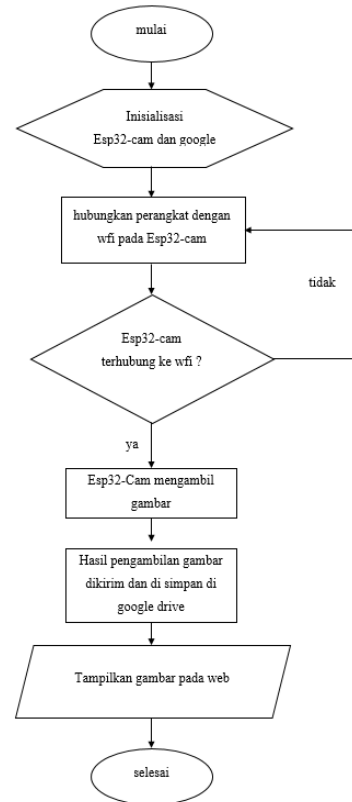 mulai
Inisialisasi
Esp32-cam dan google
hubungkan perangkat dengan
wfi pada Esp32-cam
tidak
Esp32-cam
terhubung ke wfi ?
ya
Esp32-Cam mengambil
gambar
Hasil pengambilan gambar
dikirim dan di simpan di
google drive
Tampilkan gambar pada web
selesai